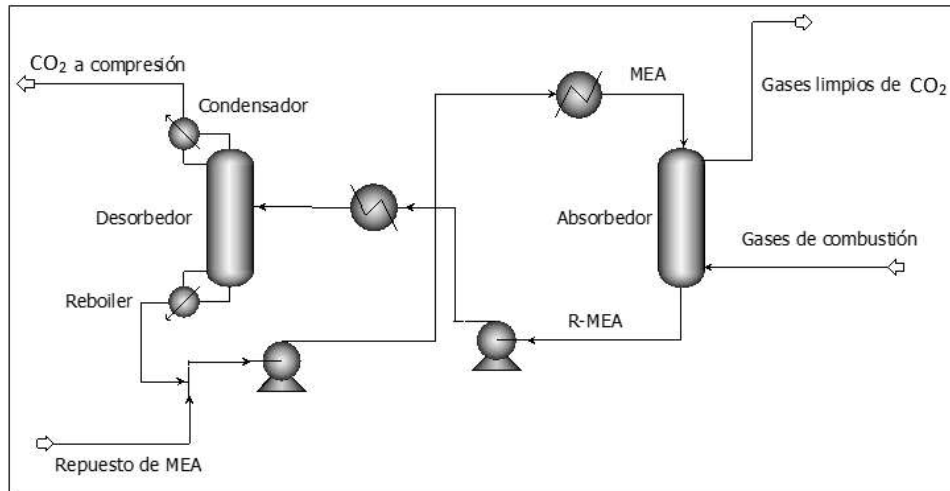 CO₂ a compresión
MEA
Gases limpios de CO₂
Condensador
Desorbedor
Absorbedor
Gases de combustión
Reboiler
R-MEA
Repuesto de MEA